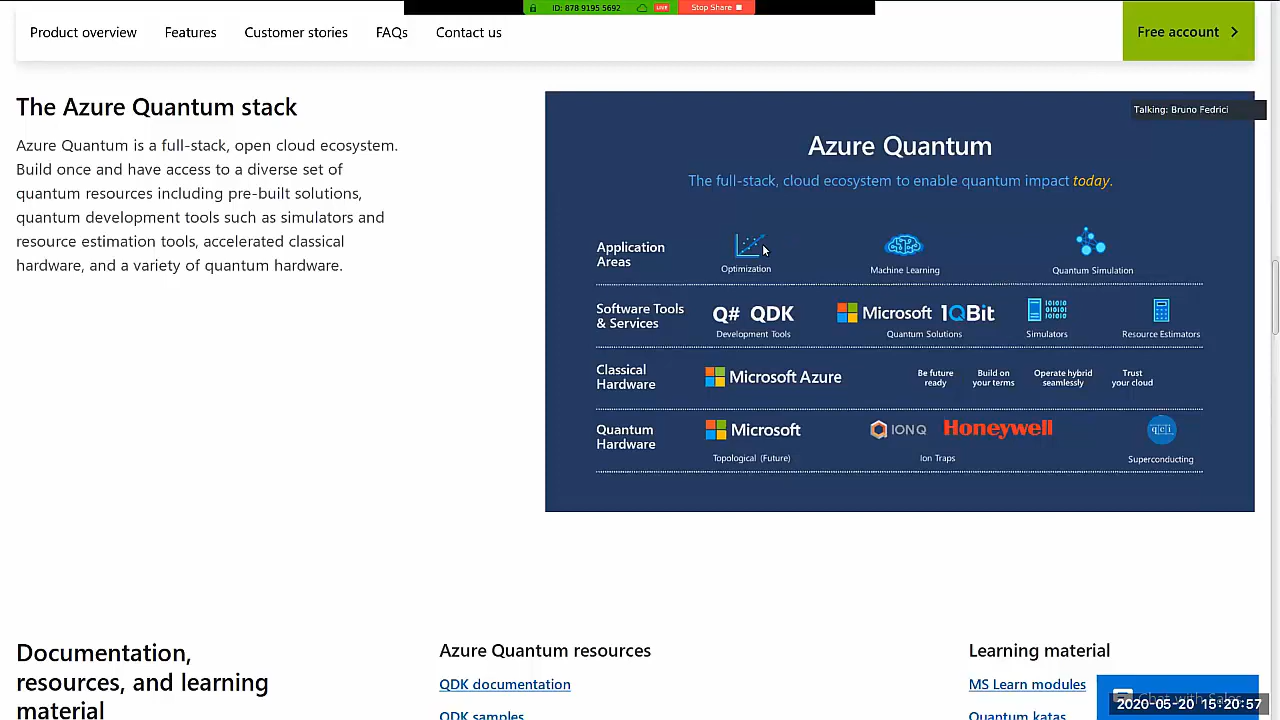 ID: 878 9195 5692
LIVE
Stop Share
Product overview
Features
Customer stories
FAQs
Contact us
Free account
The Azure Quantum stack
Azure Quantum is a full-stack, open cloud ecosystem.
Build once and have access to a diverse set of
quantum resources including pre-built solutions,
quantum development tools such as simulators and
resource estimation tools, accelerated classical
hardware, and a variety of quantum hardware.
Talking: Bruno Fedrici
Azure Quantum
The full-stack, cloud ecosystem to enable quantum impact today.
Application
Areas
Optimization
Machine Learning
Quantum Simulation
Software Tools
& Services
Q# QDK
Development Tools
Microsoft 1QBit
Quantum Solutions
Simulators
Resource Estimators
Classical
Hardware
Microsoft Azure
Be future
ready
Build on
your terms
Operate hybrid
seamlessly
Trust
your cloud
Quantum
Hardware
Microsoft
Topological (Future)
IONQ Honeywell
Ion Traps
qci
Superconducting
Documentation,
resources, and learning
material
Azure Quantum resources
QDK documentation
QDK samples
Learning material
MS Learn modules
Quantum katas
Chat with Sales
2020-05-20 15:20:57